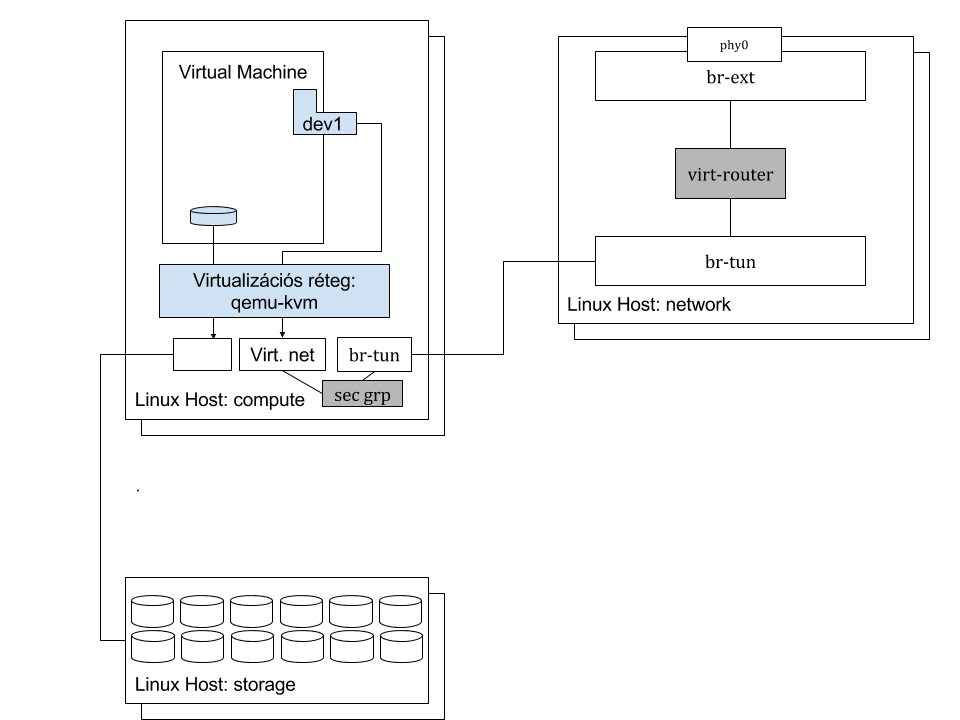 Virtual Machine
dev1
Virtualizációs réteg:
qemu-kvm
Virt. net
br-tun
sec grp
Linux Host: compute
phy0
br-ext
virt-router
br-tun
Linux Host: network
Linux Host: storage